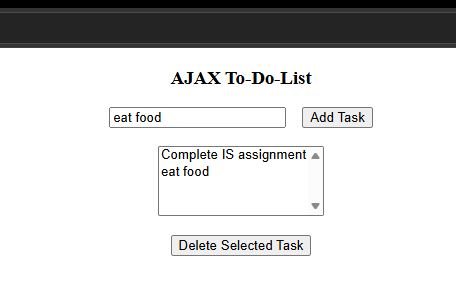 AJAX To-Do-List
eat food Add Task
Complete IS assignment
eat food
Delete Selected Task